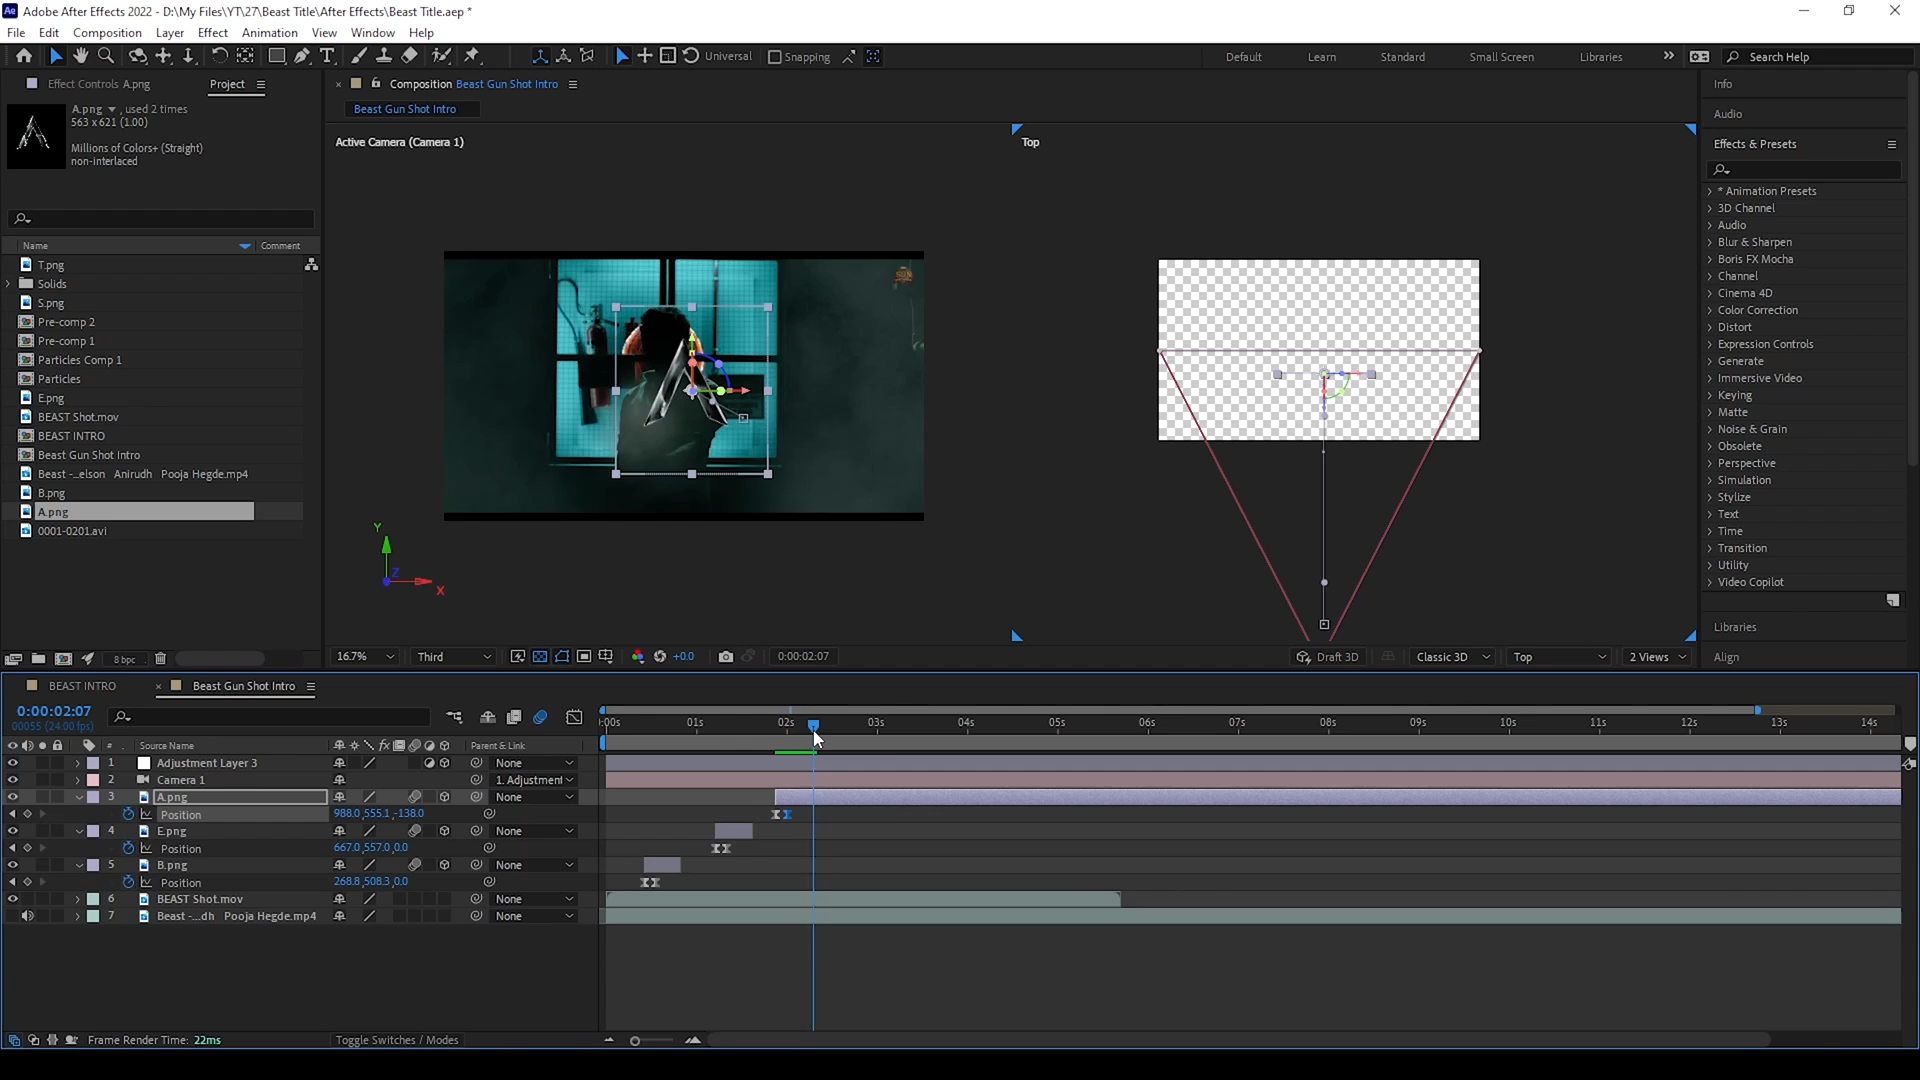 Adobe After Effects 2022 - D:\My Files\YT\27\Beast Title\After Effects\Beast Title.aep *
File Edit Composition Layer Effect Animation View Window Help
Universal Snapping Default Learn Standard Small Screen Libraries Search Help
Effect Controls A.png Project
A.png , used 2 times
563 x 621 (1.00)
Millions of Colors+ (Straight)
non-interlaced
Name Comment
T.png
Solids
S.png
Pre-comp 2
Pre-comp 1
Particles Comp 1
Particles
E.png
BEAST Shot.mov
BEAST INTRO
Beast Gun Shot Intro
Beast -...elson Anirudh Pooja Hegde.mp4
B.png
A.png
0001-0201.avi
8 bpc
Composition Beast Gun Shot Intro
Beast Gun Shot Intro
Active Camera (Camera 1)
Top
Y
Z
X
16.7% Third +0.0 0:00:02:07 Draft 3D Classic 3D Top 2 Views
Info
Audio
Effects & Presets
* Animation Presets
3D Channel
Audio
Blur & Sharpen
Boris FX Mocha
Channel
Cinema 4D
Color Correction
Distort
Expression Controls
Generate
Immersive Video
Keying
Matte
Noise & Grain
Obsolete
Perspective
Simulation
Stylize
Text
Time
Transition
Utility
Video Copilot
Libraries
Align
BEAST INTRO Beast Gun Shot Intro
0:00:02:07
00055 (24.00 fps)
:00s 01s 02s 03s 04s 05s 06s 07s 08s 09s 10s 11s 12s 13s 14s
# Source Name fx Parent & Link
1 Adjustment Layer 3 None
2 Camera 1 1. Adjustment
3 A.png None
Position 988.0,555.1,-138.0
4 E.png None
Position 667.0,557.0,0.0
5 B.png None
Position 268.8,508.3,0.0
6 BEAST Shot.mov None
7 Beast -...dh Pooja Hegde.mp4 None
Frame Render Time: 22ms Toggle Switches / Modes